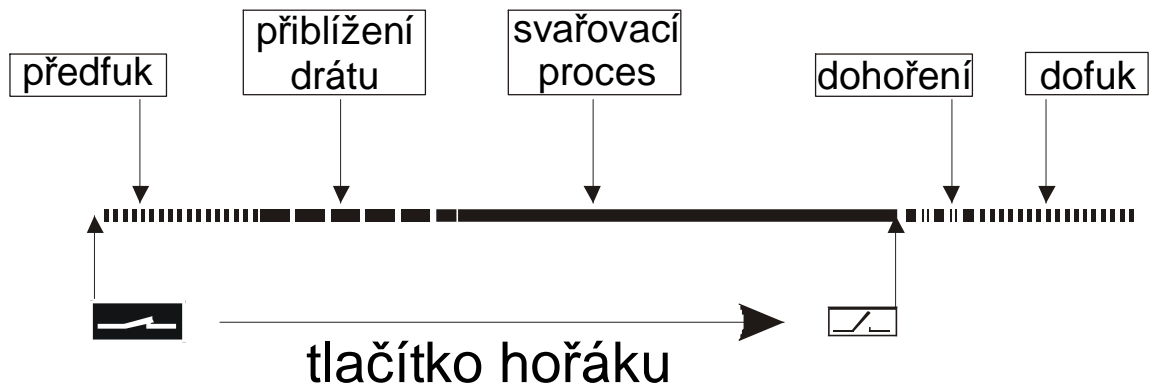 předfuk
přiblížení
drátu
svařovací
proces
dohoření
dofuk
tlačítko hořáku